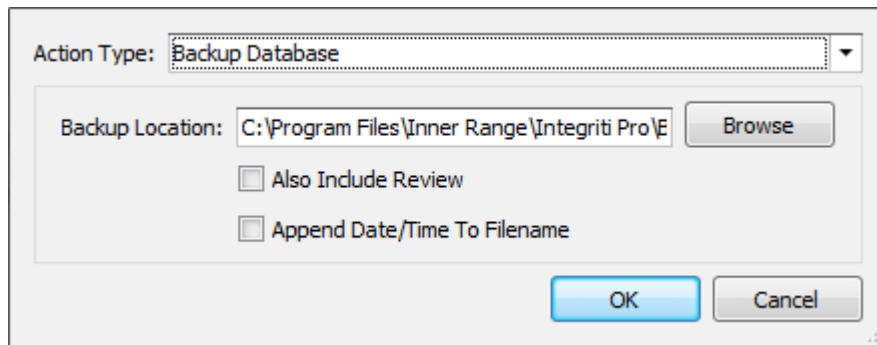 Action Type: Backup Database
Backup Location: C:\Program Files\Inner Range\Integriti Pro\E Browse
Also Include Review
Append Date/Time To Filename
OK Cancel